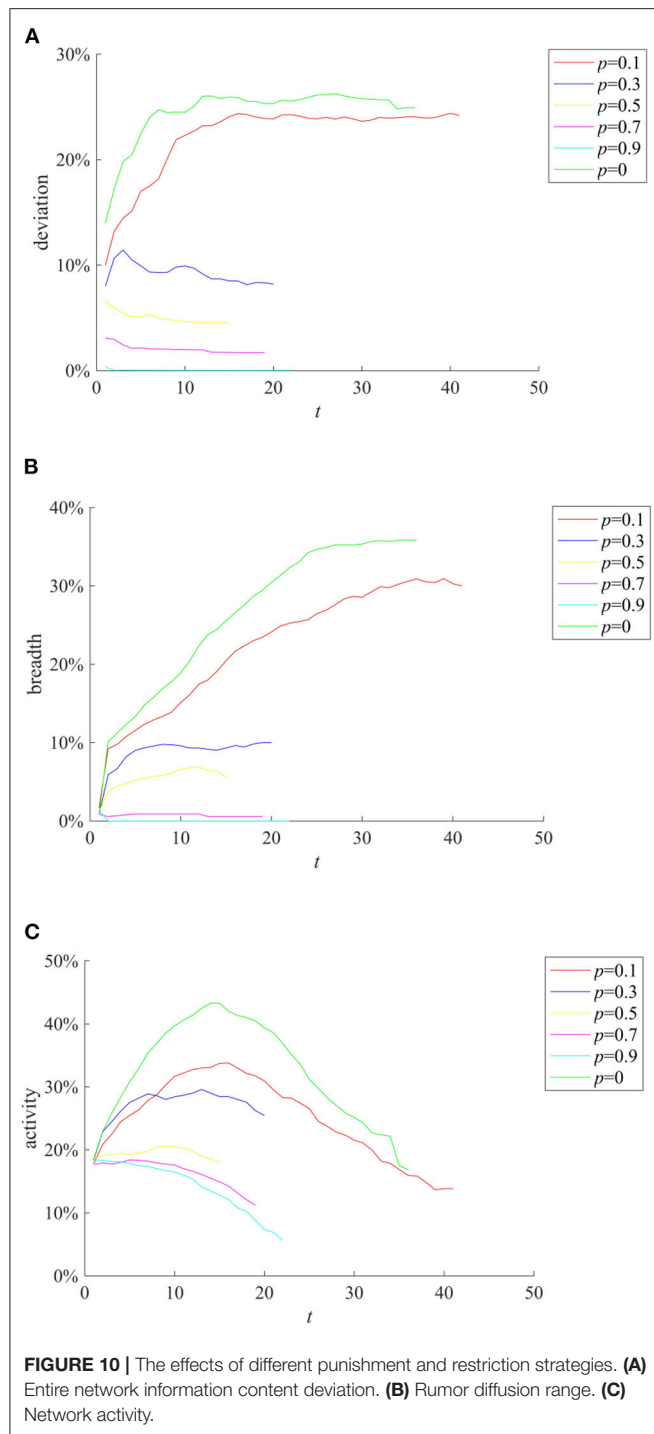 A
30%
20%
10%
0%
deviation
0
10
20
30
40
50
t
p=0.1
p=0.3
p=0.5
p=0.7
p=0.9
p=0
B
40%
30%
20%
10%
0%
breadth
0
10
20
30
40
50
t
p=0.1
p=0.3
p=0.5
p=0.7
p=0.9
p=0
C
50%
40%
30%
20%
10%
0%
activity
0
10
20
30
40
50
t
p=0.1
p=0.3
p=0.5
p=0.7
p=0.9
p=0
FIGURE 10 | The effects of different punishment and restriction strategies. (A)
Entire network information content deviation. (B) Rumor diffusion range. (C)
Network activity.